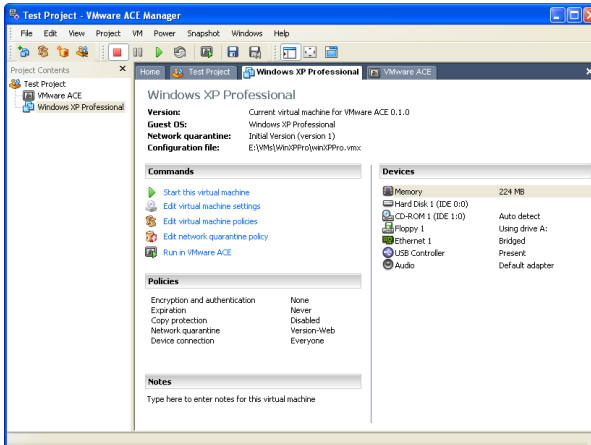 Test Project - VMware ACE Manager
File Edit View Project VM Power Snapshot Windows Help
Project Contents
Test Project
VMware ACE
Windows XP Professional
Home Test Project Windows XP Professional VMware ACE
Windows XP Professional
Version: Current virtual machine for VMware ACE 0.1.0
Guest OS: Windows XP Professional
Network quarantine: Initial Version (version 1)
Configuration file: E:\VMs\WinXPPro\winXPPro.vmx
Commands
Start this virtual machine
Edit virtual machine settings
Edit virtual machine policies
Edit network quarantine policy
Run in VMware ACE
Policies
Encryption and authentication None
Expiration Never
Copy protection Disabled
Network quarantine Version-Web
Device connection Everyone
Notes
Type here to enter notes for this virtual machine
Devices
Memory 224 MB
Hard Disk 1 (IDE 0:0)
CD-ROM 1 (IDE 1:0) Auto detect
Floppy 1 Using drive A:
Ethernet 1 Bridged
USB Controller Present
Audio Default adapter